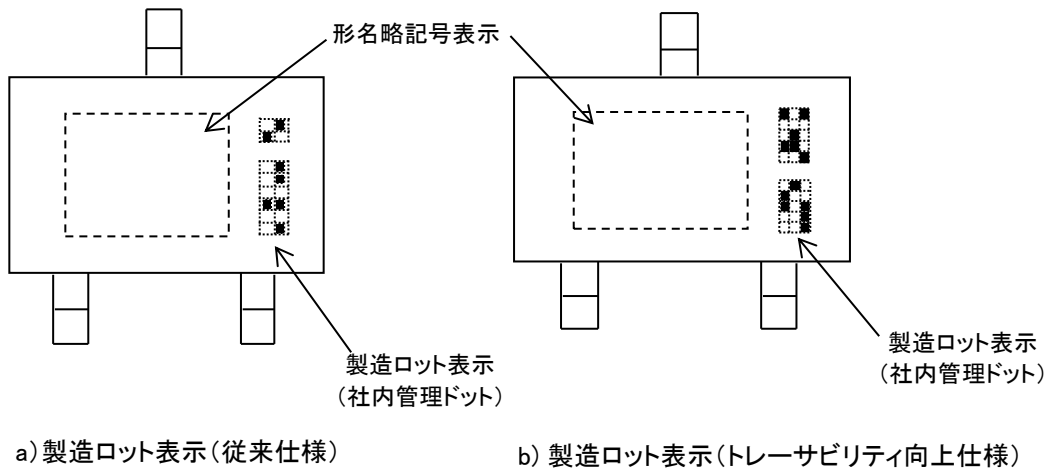 形名略記号表示
製造ロット表示
（社内管理ドット）
製造ロット表示
（社内管理ドット）
a）製造ロット表示（従来仕様）
b）製造ロット表示（トレーサビリティ向上仕様）